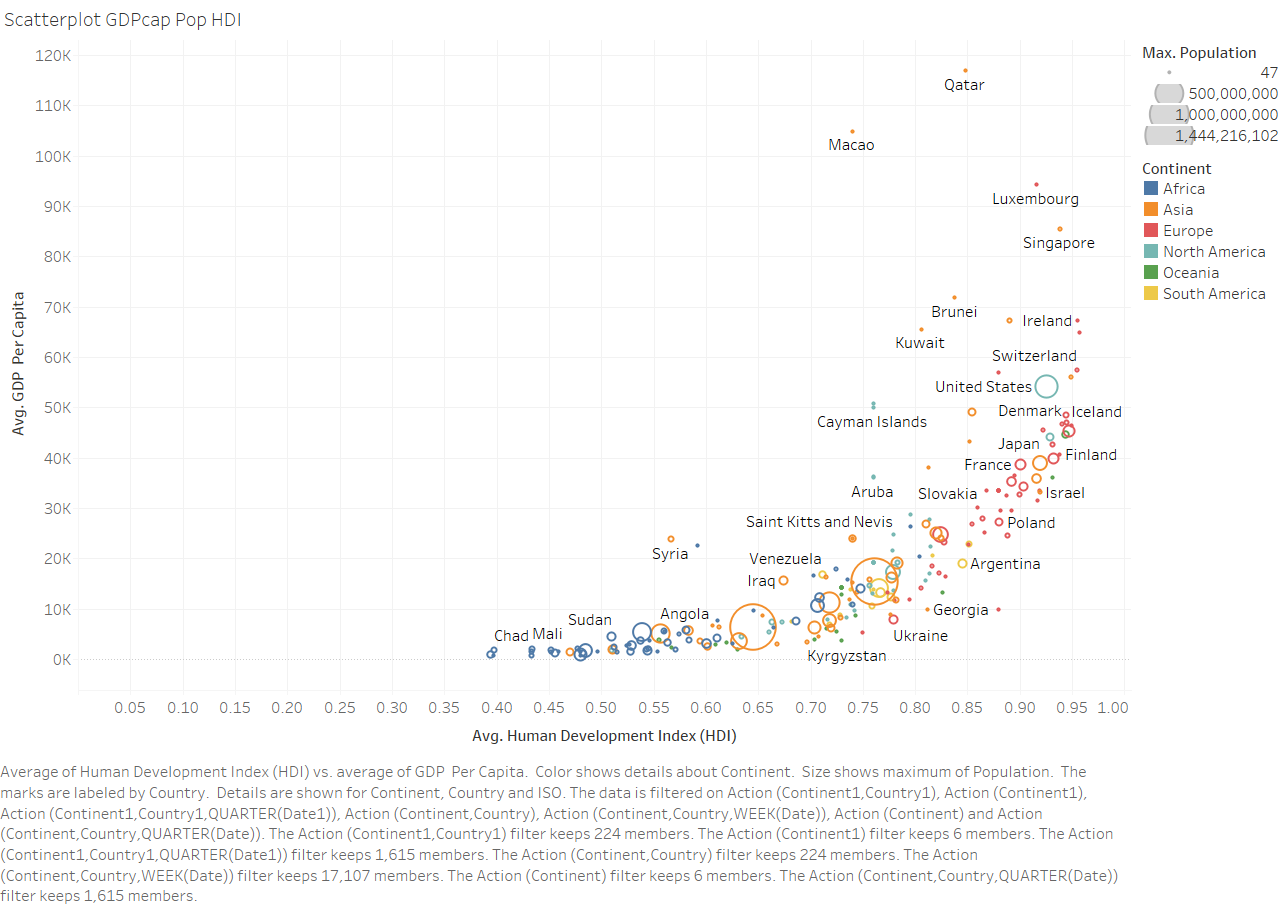 Scatterplot GDPcap Pop HDI
Max. Population
47
500,000,000
1,000,000,000
1,444,216,102
Continent
Africa
Asia
Europe
North America
Oceania
South America
Avg. GDP Per Capita
120K
110K
100K
90K
80K
70K
60K
50K
40K
30K
20K
10K
0K
Qatar
Macao
Luxembourg
Singapore
Brunei
Ireland
Kuwait
Switzerland
United States
Denmark
Iceland
Cayman Islands
Japan
Finland
France
Aruba
Slovakia
Israel
Saint Kitts and Nevis
Poland
Syria
Venezuela
Argentina
Iraq
Angola
Georgia
Sudan
Chad
Mali
Ukraine
Kyrgyzstan
0.05 0.10 0.15 0.20 0.25 0.30 0.35 0.40 0.45 0.50 0.55 0.60 0.65 0.70 0.75 0.80 0.85 0.90 0.95 1.00
Avg. Human Development Index (HDI)
Average of Human Development Index (HDI) vs. average of GDP Per Capita. Color shows details about Continent. Size shows maximum of Population. The
marks are labeled by Country. Details are shown for Continent, Country and ISO. The data is filtered on Action (Continent1,Country1), Action (Continent1),
Action (Continent1,Country1,QUARTER(Date1)), Action (Continent,Country), Action (Continent,Country,WEEK(Date)), Action (Continent) and Action
(Continent,Country,QUARTER(Date)). The Action (Continent1,Country1) filter keeps 224 members. The Action (Continent1) filter keeps 6 members. The Action
(Continent1,Country1,QUARTER(Date1)) filter keeps 1,615 members. The Action (Continent,Country) filter keeps 224 members. The Action
(Continent,Country,WEEK(Date)) filter keeps 17,107 members. The Action (Continent) filter keeps 6 members. The Action (Continent,Country,QUARTER(Date))
filter keeps 1,615 members.